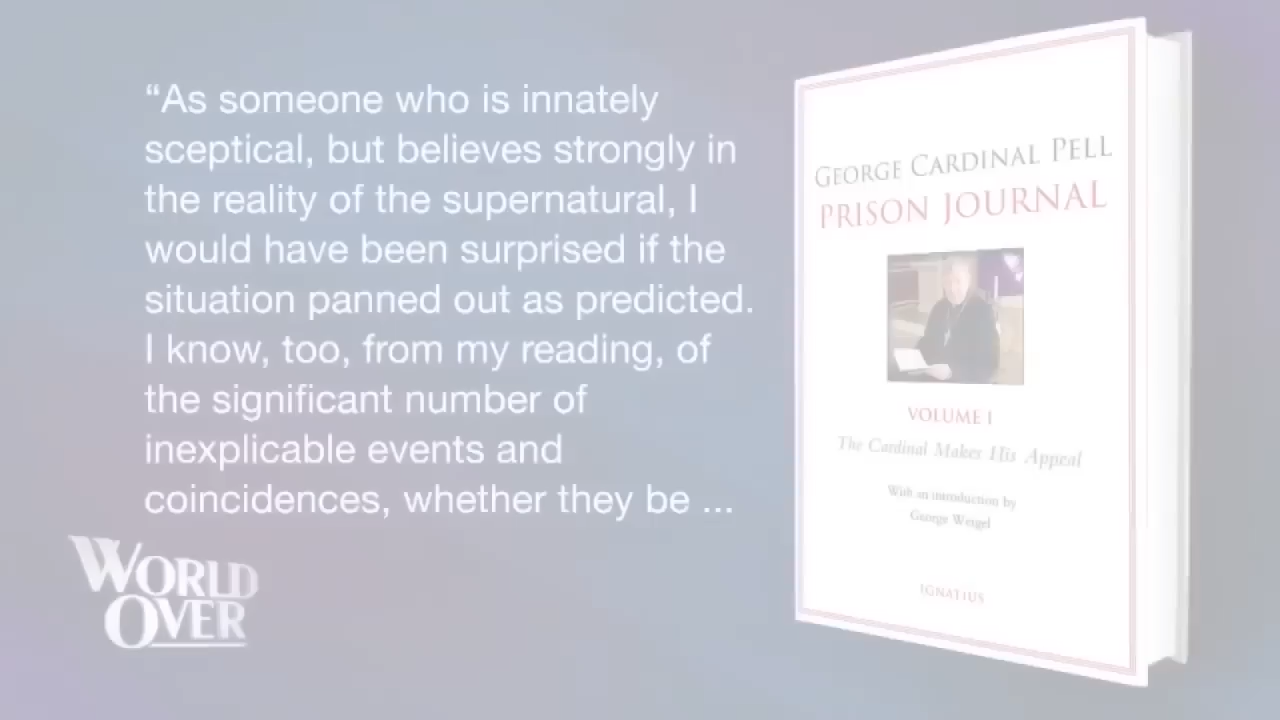 “As someone who is innately
sceptical, but believes strongly in
the reality of the supernatural, I
would have been surprised if the
situation panned out as predicted.
I know, too, from my reading, of
the significant number of
inexplicable events and
coincidences, whether they be ...
WORLD
OVER
GEORGE CARDINAL PELL
PRISON JOURNAL
VOLUME I
The Cardinal Makes His Appeal
With an introduction by
George Weigel
IGNATIUS